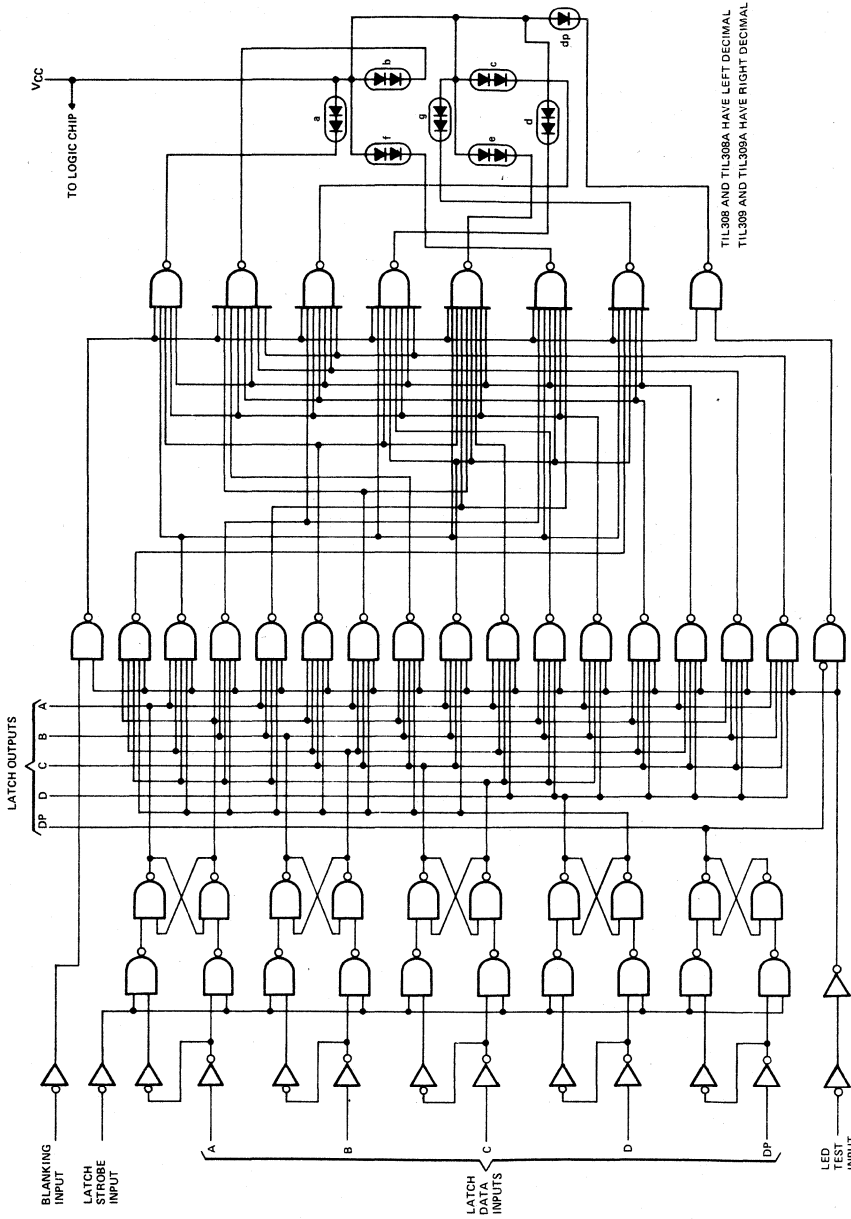 BLANKING
INPUT
LATCH
STROBE
INPUT
LATCH
DATA
INPUTS
A
B
C
D
DP
LED
TEST
INPUT
LATCH OUTPUTS
A
B
C
D
DP
VCC
TO LOGIC CHIP
a
b
f
g
c
e
d
dp
TIL308 AND TIL308A HAVE LEFT DECIMAL
TIL309 AND TIL309A HAVE RIGHT DECIMAL